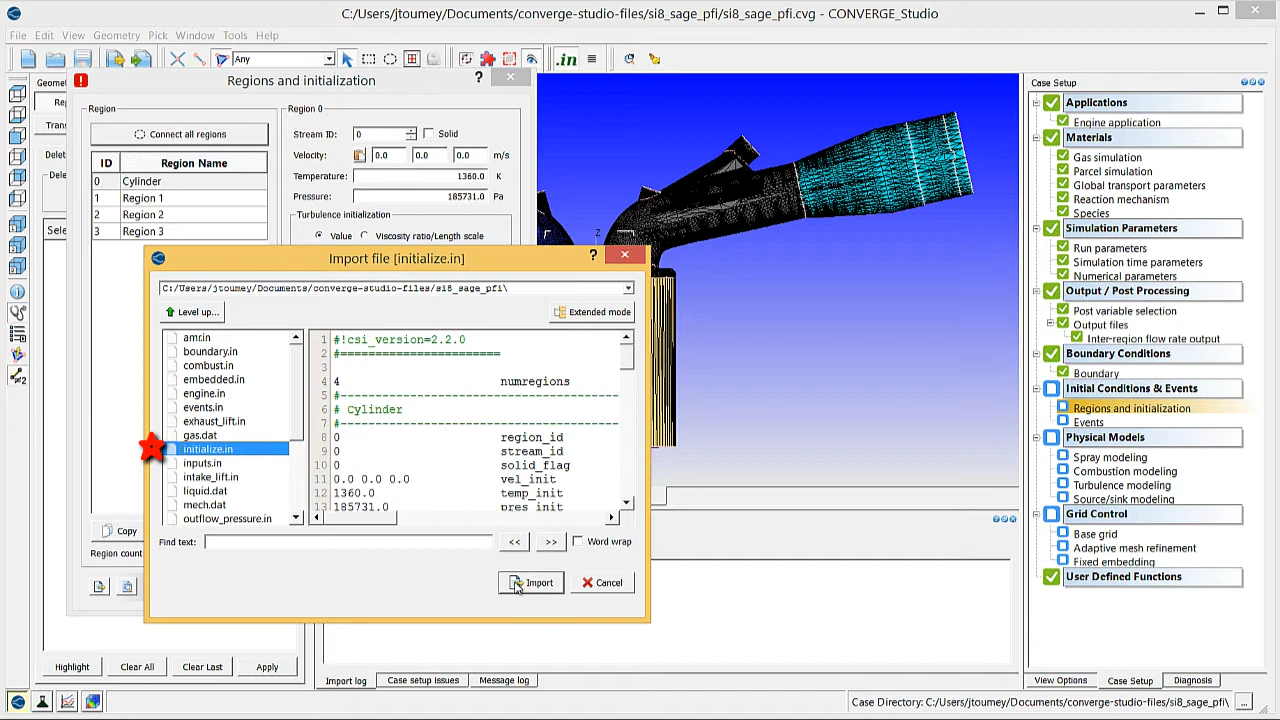 C:/Users/jtoumey/Documents/converge-studio-files/si8_sage_pfi/si8_sage_pfi.cvg - CONVERGE_Studio
File Edit View Geometry Pick Window Tools Help
Any
.in
Regions and initialization
?
Region
Connect all regions
ID Region Name
0 Cylinder
1 Region 1
2 Region 2
3 Region 3
Copy
Region count
Region 0
Stream ID: 0 Solid
Velocity: 0.0 0.0 0.0 m/s
Temperature: 1360.0 K
Pressure: 185731.0 Pa
Turbulence initialization
Value Viscosity ratio/Length scale
Import file [initialize.in]
?
C:/Users/jtoumey/Documents/converge-studio-files/si8_sage_pfi\
Level up...
Extended mode
amr.in
boundary.in
combust.in
embedded.in
engine.in
events.in
exhaust_lift.in
gas.dat
initialize.in
inputs.in
intake_lift.in
liquid.dat
mech.dat
outflow_pressure.in
1 #!csi_version=2.2.0
2 #========================
3
4 4 numregions
5 #-----------------------------------------
6 # Cylinder
7 #-----------------------------------------
8 0 region_id
9 0 stream_id
10 0 solid_flag
11 0.0 0.0 0.0 vel_init
12 1360.0 temp_init
13 185731.0 pres_init
Find text:
<<
>>
Word wrap
Import
Cancel
Z
Highlight
Clear All
Clear Last
Apply
Import log
Case setup issues
Message log
Case Setup
Applications
Engine application
Materials
Gas simulation
Parcel simulation
Global transport parameters
Reaction mechanism
Species
Simulation Parameters
Run parameters
Simulation time parameters
Numerical parameters
Output / Post Processing
Post variable selection
Output files
Inter-region flow rate output
Boundary Conditions
Boundary
Initial Conditions & Events
Regions and initialization
Events
Physical Models
Spray modeling
Combustion modeling
Turbulence modeling
Source/sink modeling
Grid Control
Base grid
Adaptive mesh refinement
Fixed embedding
User Defined Functions
View Options
Case Setup
Diagnosis
Case Directory: C:/Users/jtoumey/Documents/converge-studio-files/si8_sage_pfi\
...